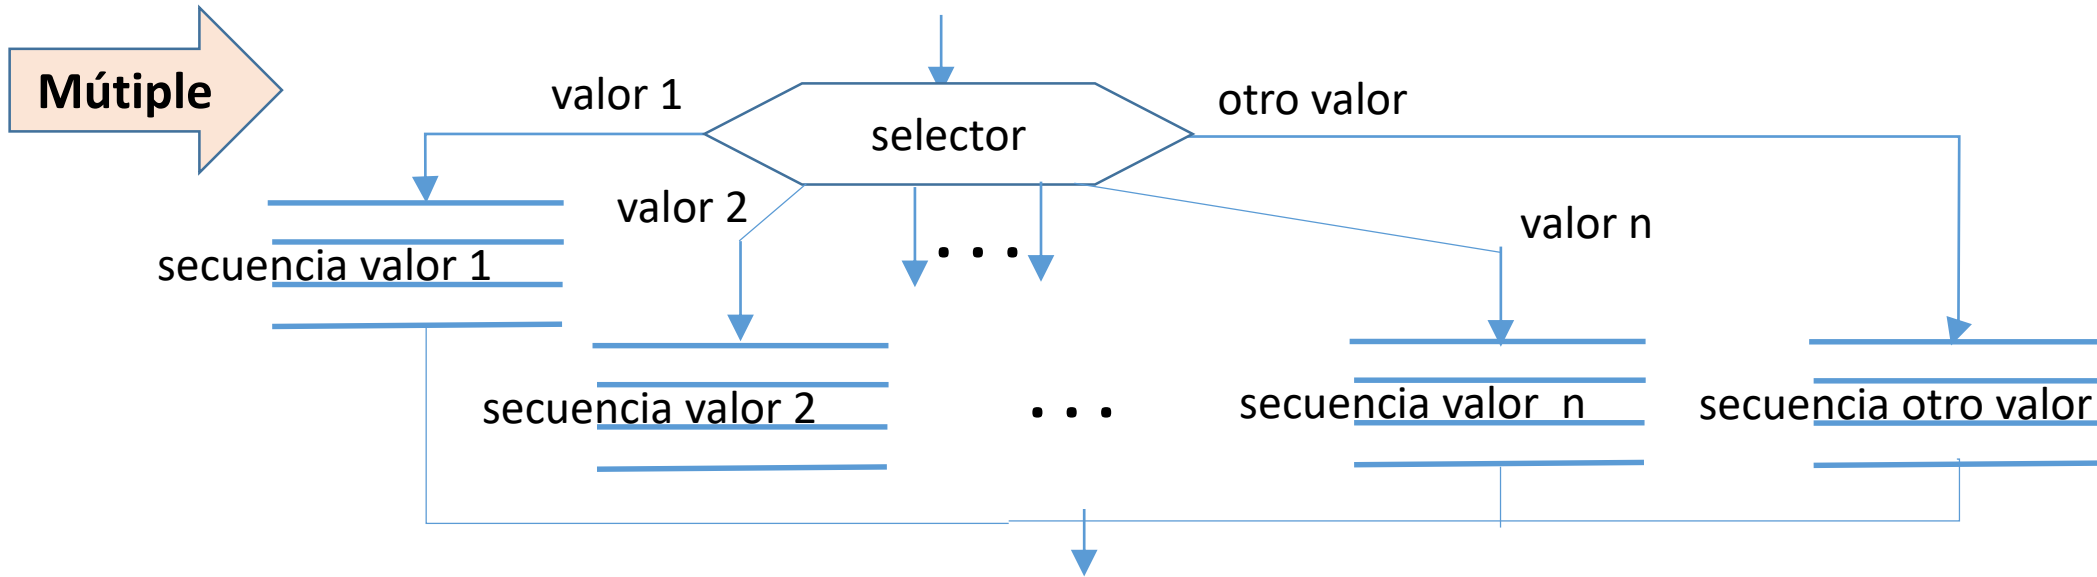 Mútiple
valor 1
otro valor
selector
valor 2
valor n
. . .
secuencia valor 1
secuencia valor 2
. . .
secuencia valor  n
secuencia otro valor